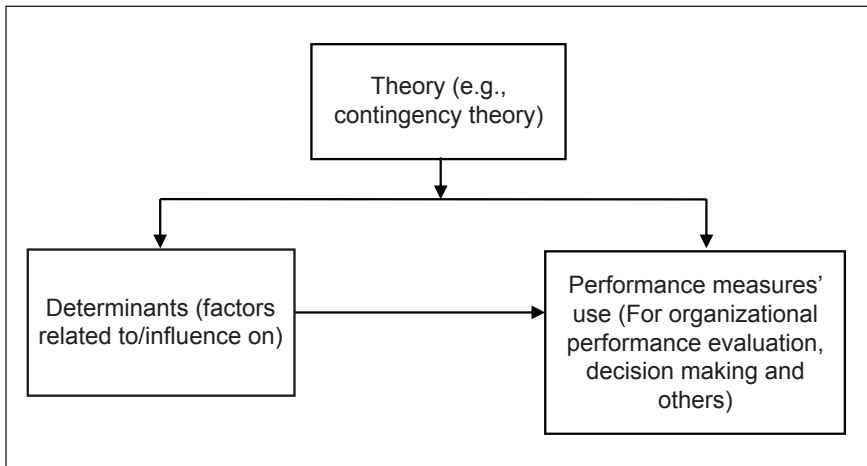 Theory (e.g.,
contingency theory)
Determinants (factors
related to/influence on)
Performance measures’
use (For organizational
performance evaluation,
decision making and
others)